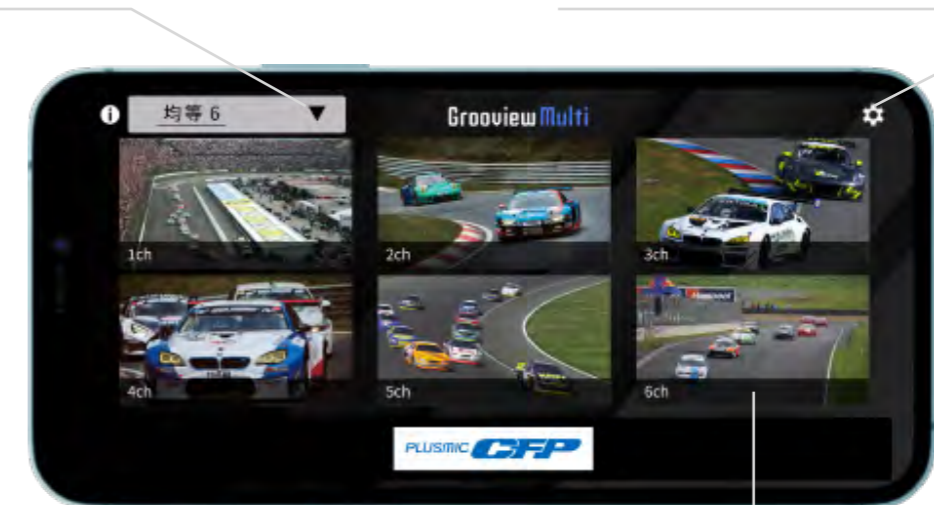 均等 6 ▼
Grooview Multi
1ch
2ch
3ch
4ch
5ch
6ch
PLUSMIC CFP